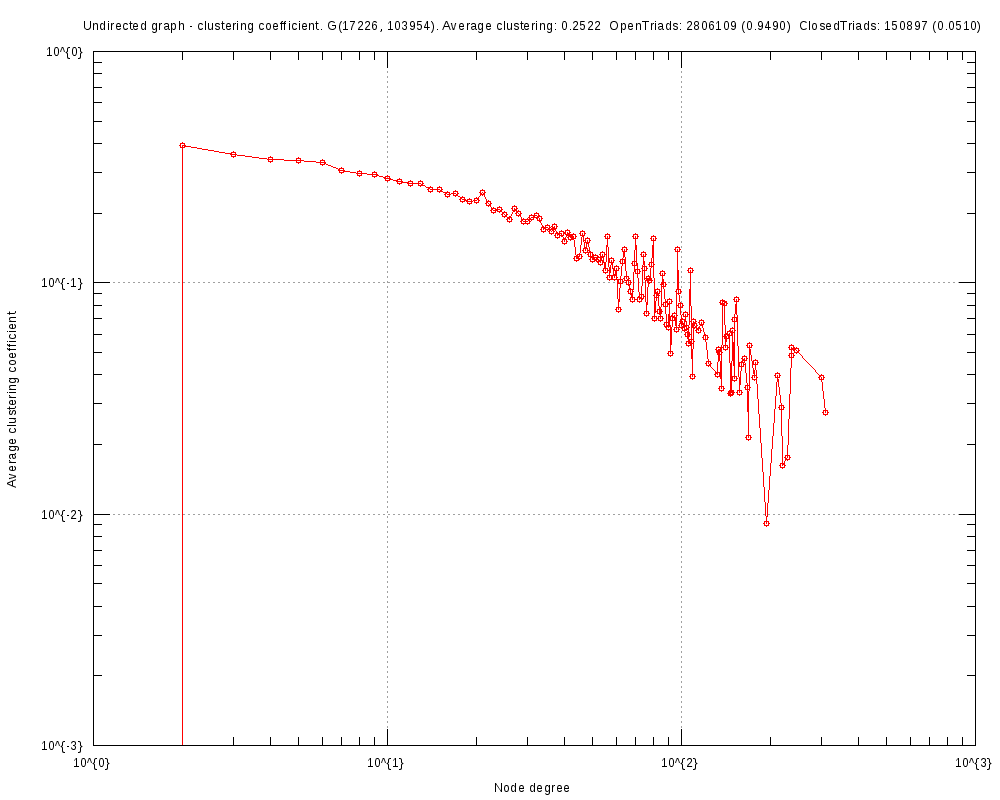 Undirected graph - clustering coefficient. G(17226, 103954). Average clustering: 0.2522  OpenTriads: 2806109 (0.9490)  ClosedTriads: 150897 (0.0510)
10^{0}
10^{-1}
Average clustering coefficient
10^{-2}
10^{-3}
10^{0}
10^{1}
10^{2}
10^{3}
Node degree